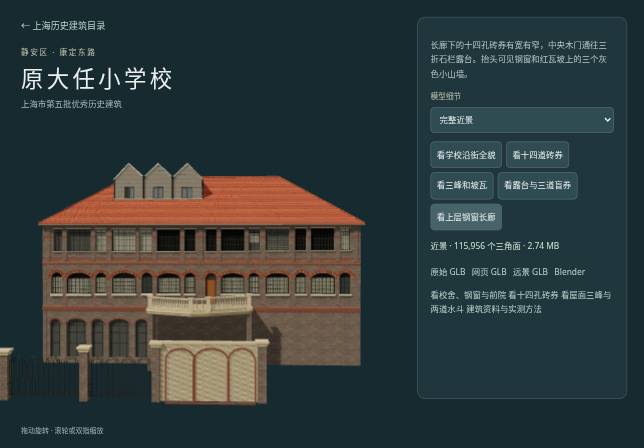 ← 上海历史建筑目录
静安区 · 康定东路
原大任小学校
上海市第五批优秀历史建筑
长廊下的十四孔砖券有宽有窄，中央木门通往三
折石栏露台。抬头可见钢窗和红瓦坡上的三个灰
色小山墙。
模型细节
完整近景
看学校沿街全貌
看十四道砖券
看三峰和坡瓦
看露台与三道盲券
看上层钢窗长廊
近景 · 115,956 个三角面 · 2.74 MB
原始 GLB 网页 GLB 远景 GLB Blender
看校舍、钢窗与前院 看十四孔砖券 看屋面三峰与
两道水斗 建筑资料与实测方法
拖动旋转 · 滚轮或双指缩放